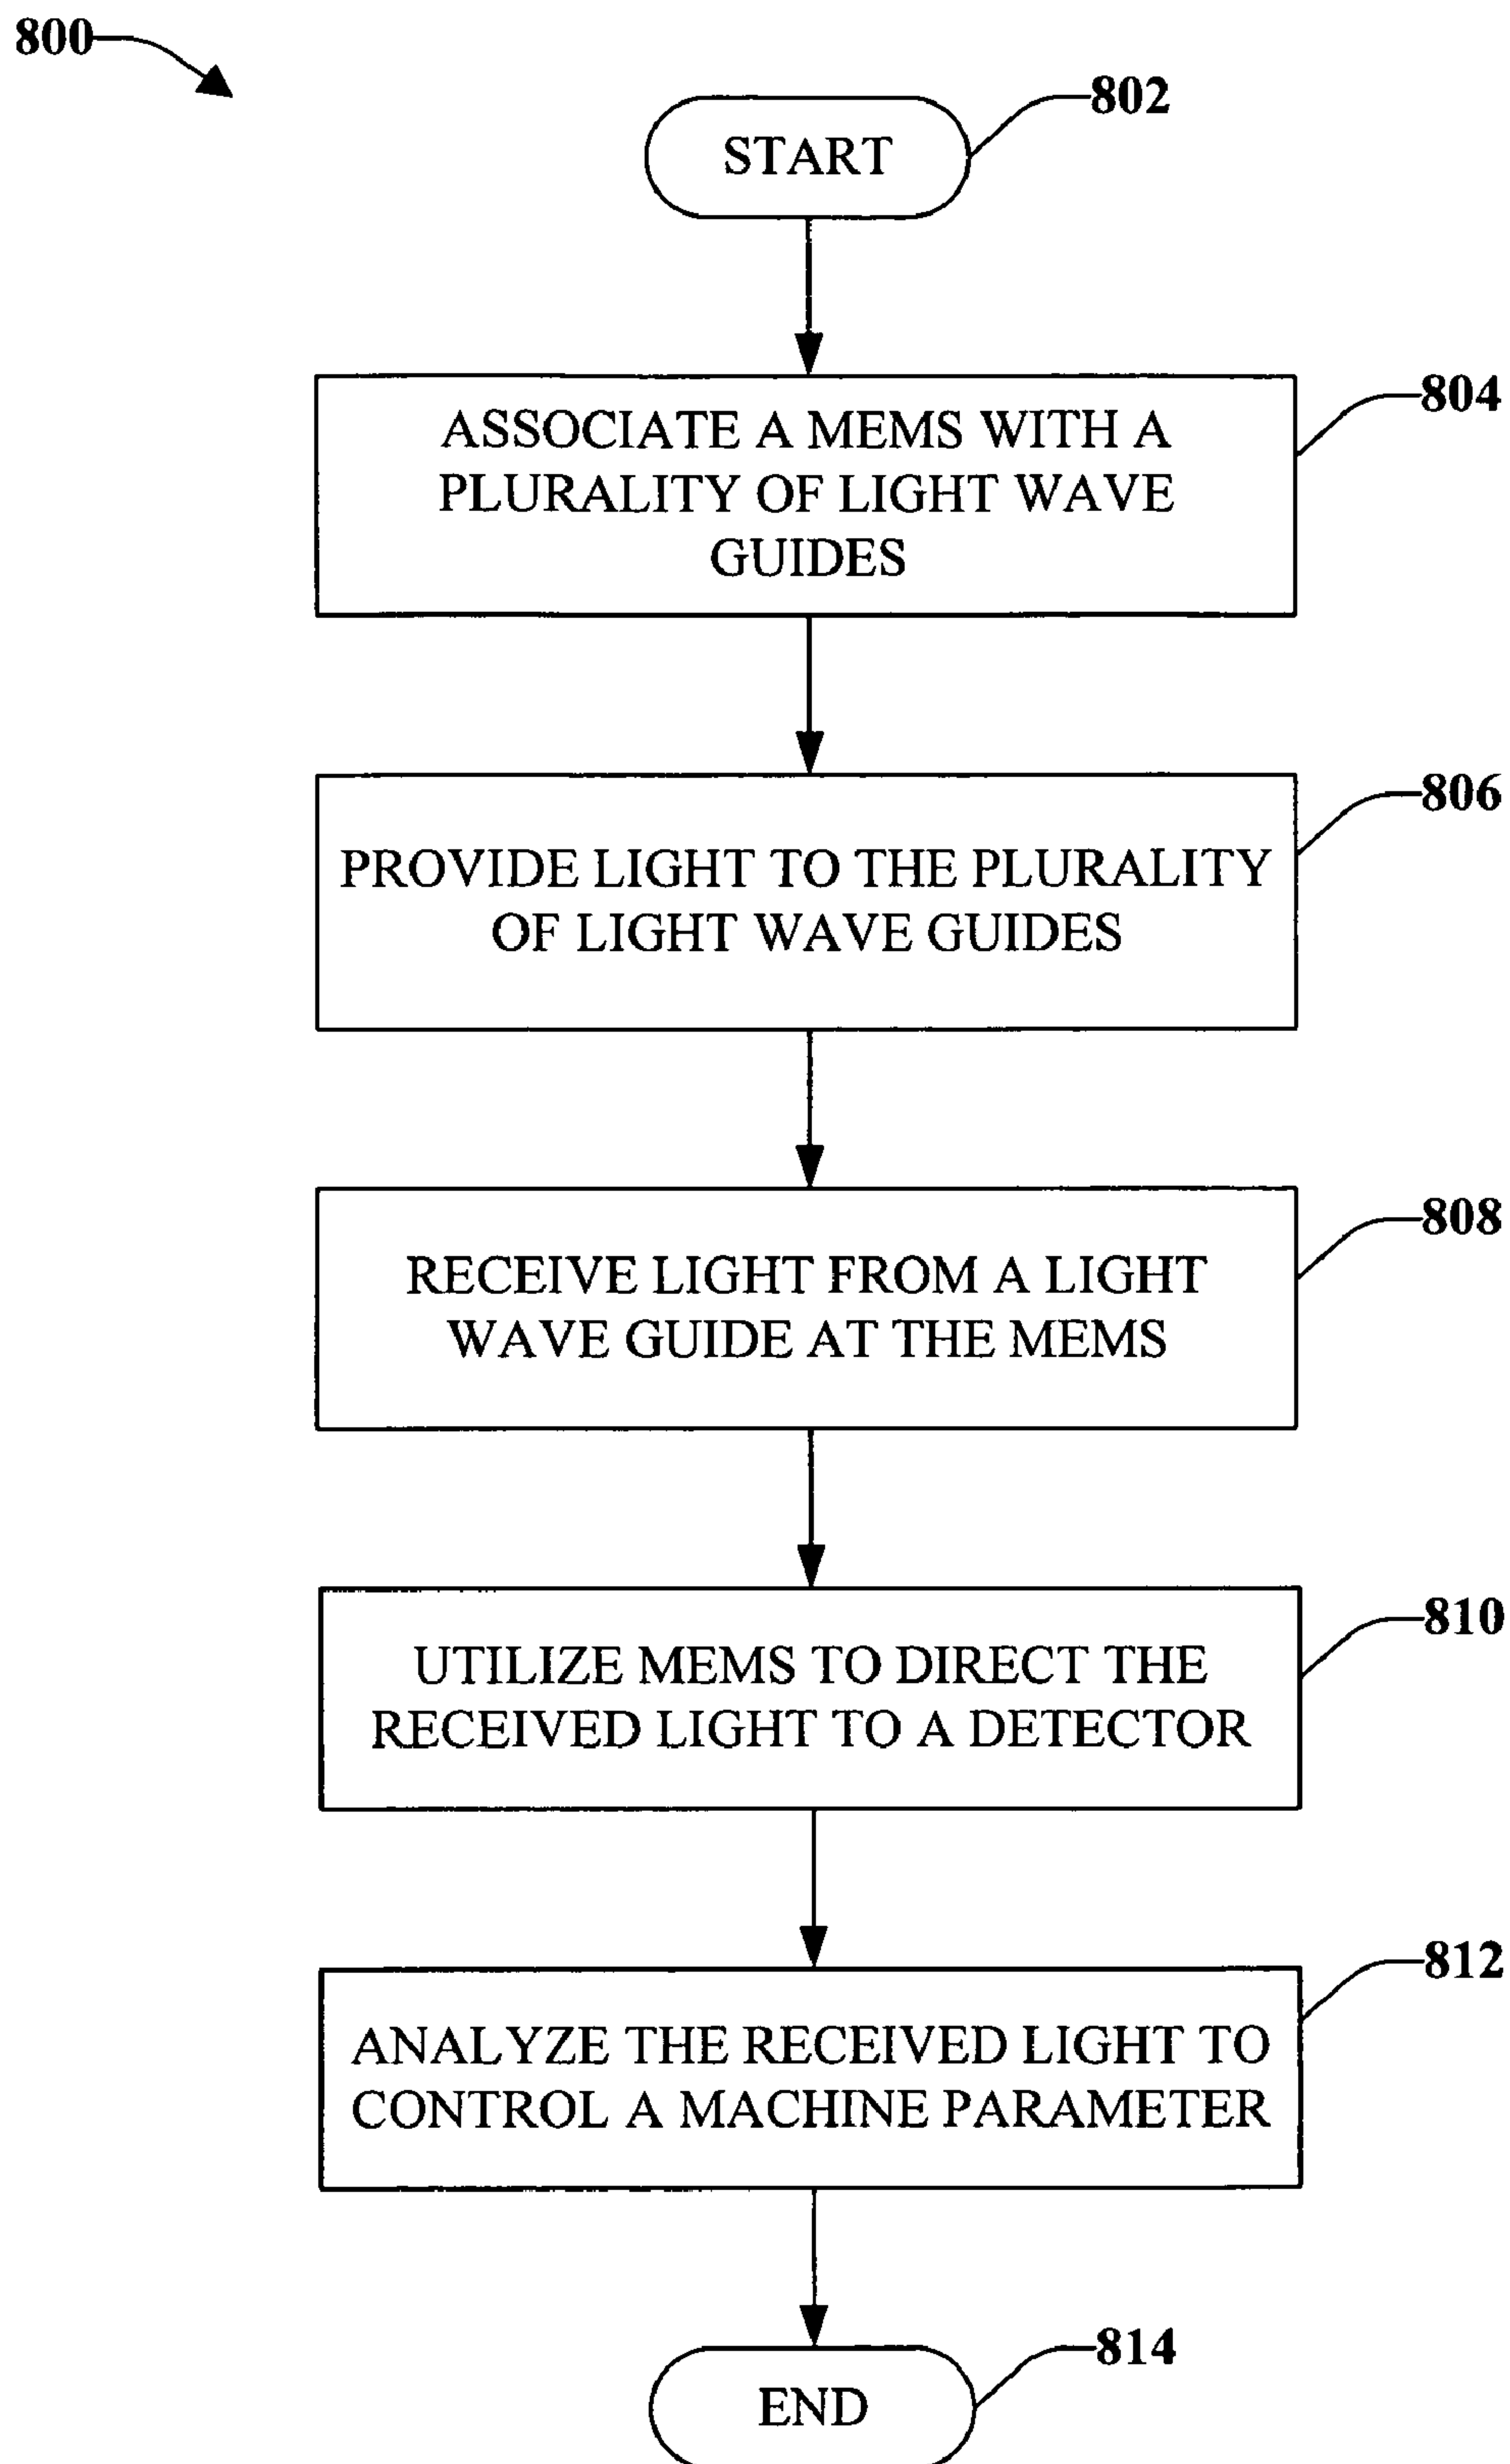 800
802
START
804
ASSOCIATE A MEMS WITH A
PLURALITY OF LIGHT WAVE
GUIDES
806
PROVIDE LIGHT TO THE PLURALITY
OF LIGHT WAVE GUIDES
808
RECEIVE LIGHT FROM A LIGHT
WAVE GUIDE AT THE MEMS
810
UTILIZE MEMS TO DIRECT THE
RECEIVED LIGHT TO A DETECTOR
812
ANALYZE THE RECEIVED LIGHT TO
CONTROL A MACHINE PARAMETER
814
END